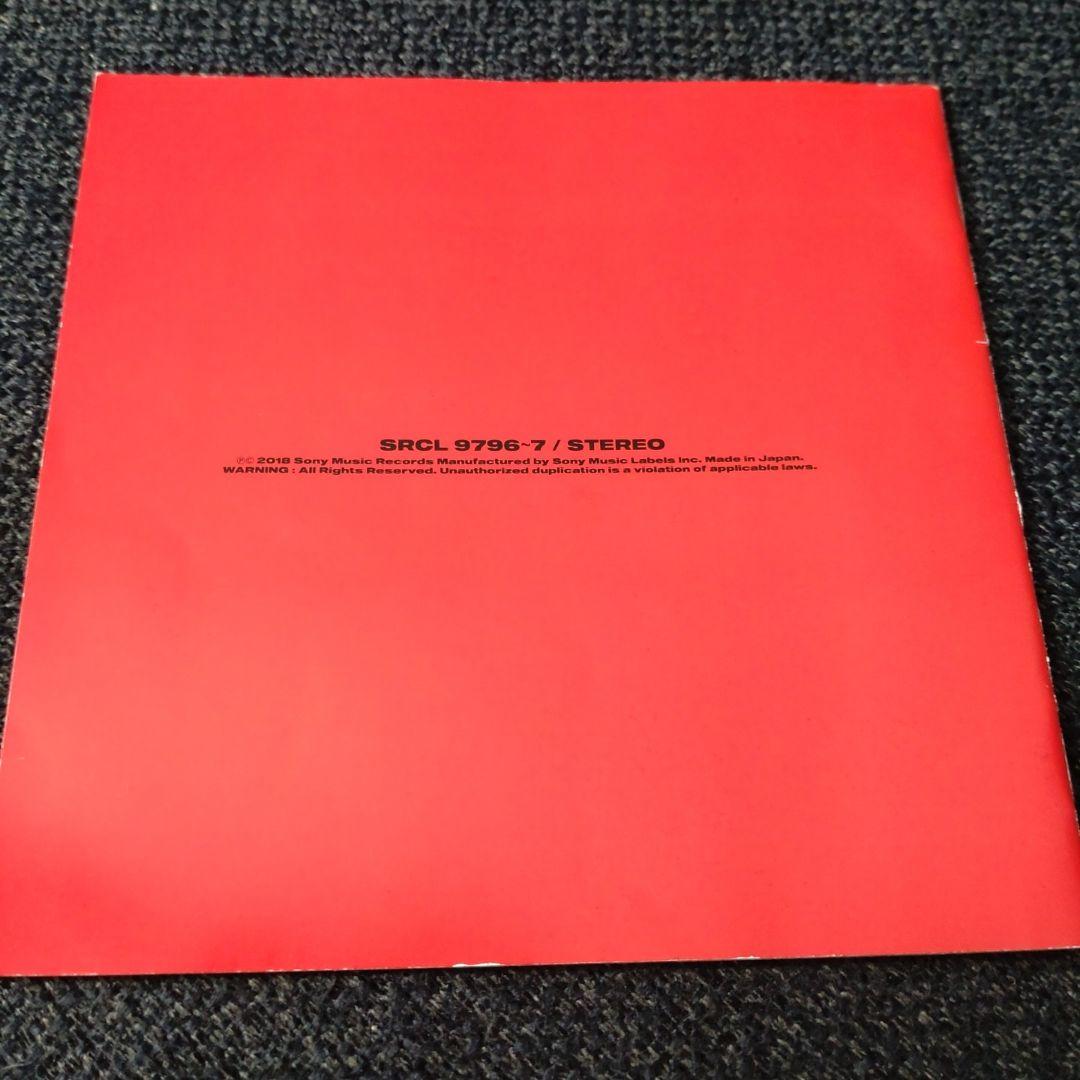 SRCL 9796~7 / STEREO
℗© 2018 Sony Music Records Manufactured by Sony Music Labels Inc. Made in Japan.
WARNING : All Rights Reserved. Unauthorized duplication is a violation of applicable laws.